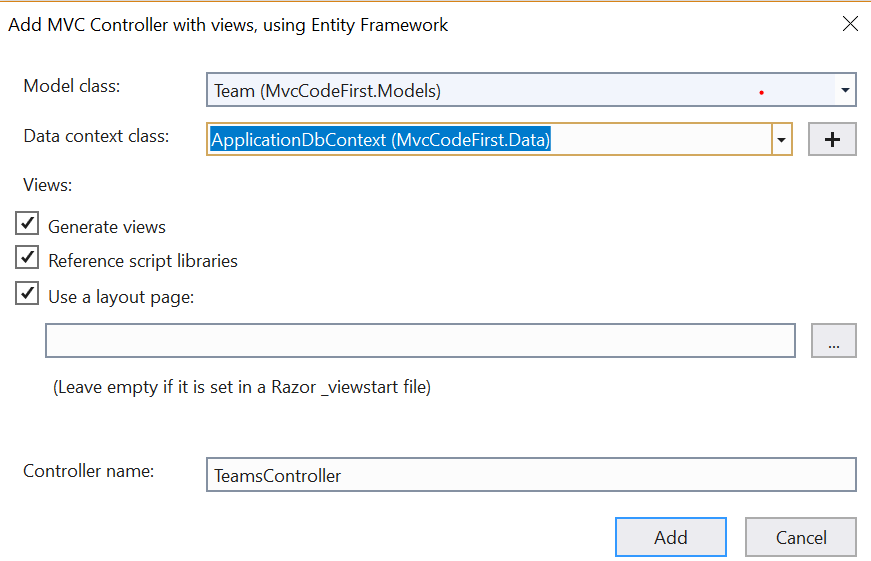 Add MVC Controller with views, using Entity Framework
Model class:
Team (MvcCodeFirst.Models)
Data context class:
ApplicationDbContext (MvcCodeFirst.Data)
+
Views:
Generate views
Reference script libraries
Use a layout page:
...
(Leave empty if it is set in a Razor _viewstart file)
Controller name:
TeamsController
Add
Cancel